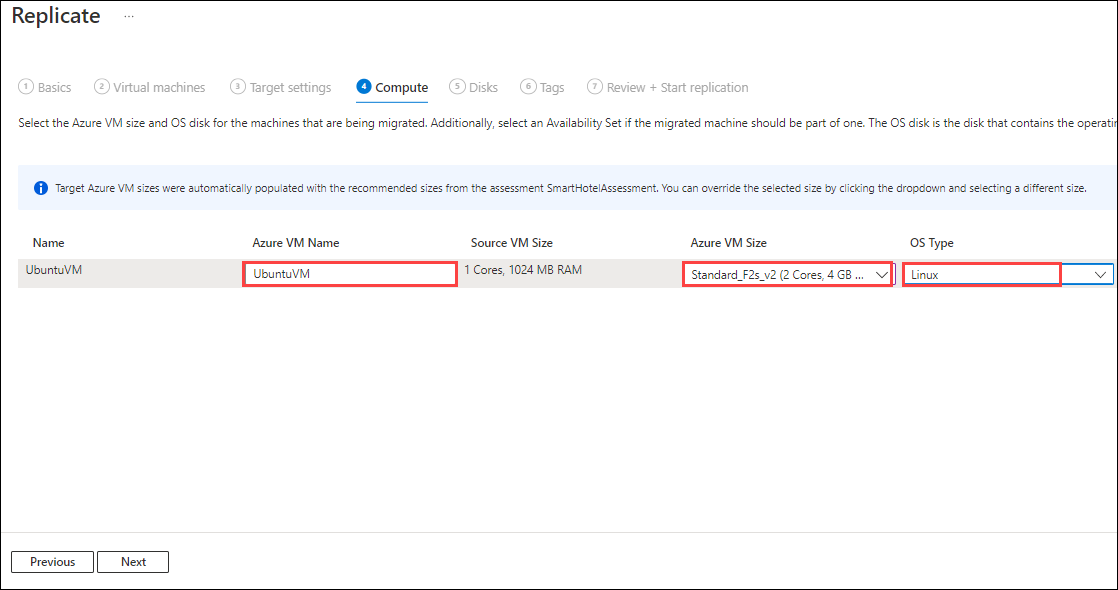 Replicate ...
1 Basics 2 Virtual machines 3 Target settings 4 Compute 5 Disks 6 Tags 7 Review + Start replication
Select the Azure VM size and OS disk for the machines that are being migrated. Additionally, select an Availability Set if the migrated machine should be part of one. The OS disk is the disk that contains the operatin
Target Azure VM sizes were automatically populated with the recommended sizes from the assessment SmartHotelAssessment. You can override the selected size by clicking the dropdown and selecting a different size.
Name Azure VM Name Source VM Size Azure VM Size OS Type
UbuntuVM UbuntuVM 1 Cores, 1024 MB RAM Standard_F2s_v2 (2 Cores, 4 GB ... Linux
Previous Next